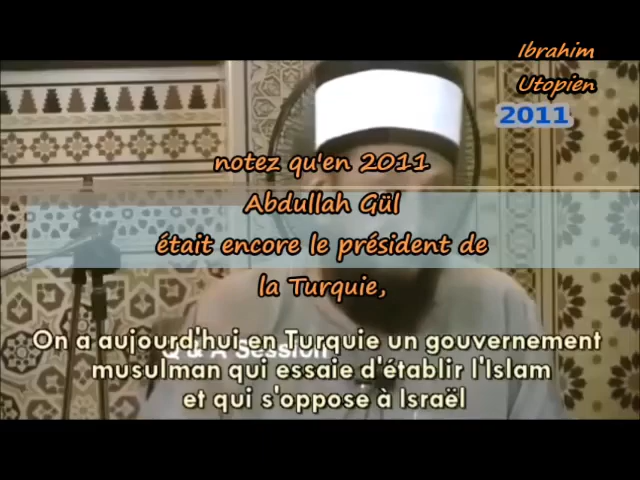 Ibrahim
Utopien
2011
notez qu'en 2011
Abdullah Gül
était encore le président de
la Turquie,
Q & A Session
On a aujourd'hui en Turquie un gouvernement
musulman qui essaie d'établir l'Islam
et qui s'oppose à Israël